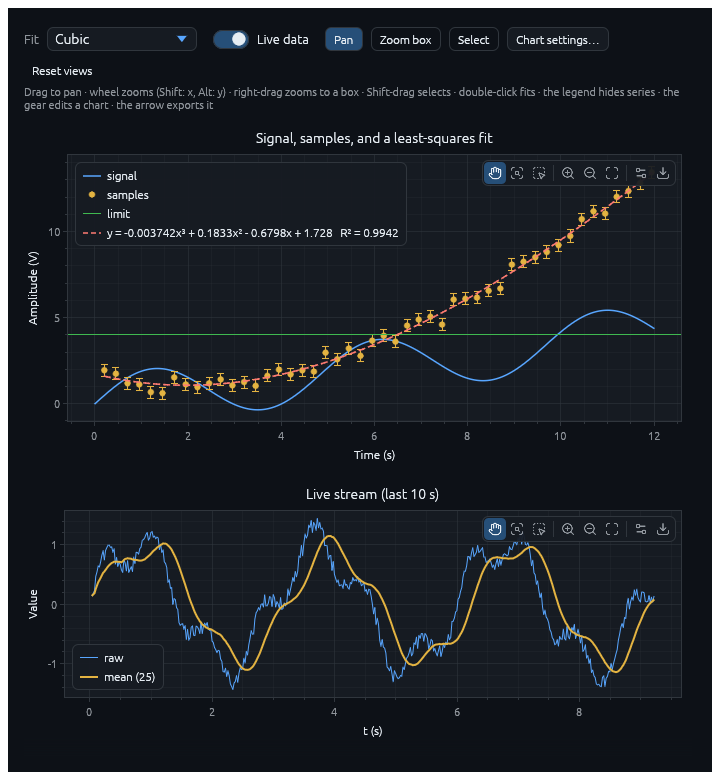 Fit Cubic Live data Pan Zoom box Select Chart settings…
Reset views
Drag to pan · wheel zooms (Shift: x, Alt: y) · right-drag zooms to a box · Shift-drag selects · double-click fits · the legend hides series · the
gear edits a chart · the arrow exports it
Signal, samples, and a least-squares fit
signal
samples
limit
y = -0.003742x³ + 0.1833x² - 0.6798x + 1.728 R² = 0.9942
10
5
0
Amplitude (V)
0 2 4 6 8 10 12
Time (s)
Live stream (last 10 s)
1
0
-1
Value
raw
mean (25)
0 2 4 6 8
t (s)